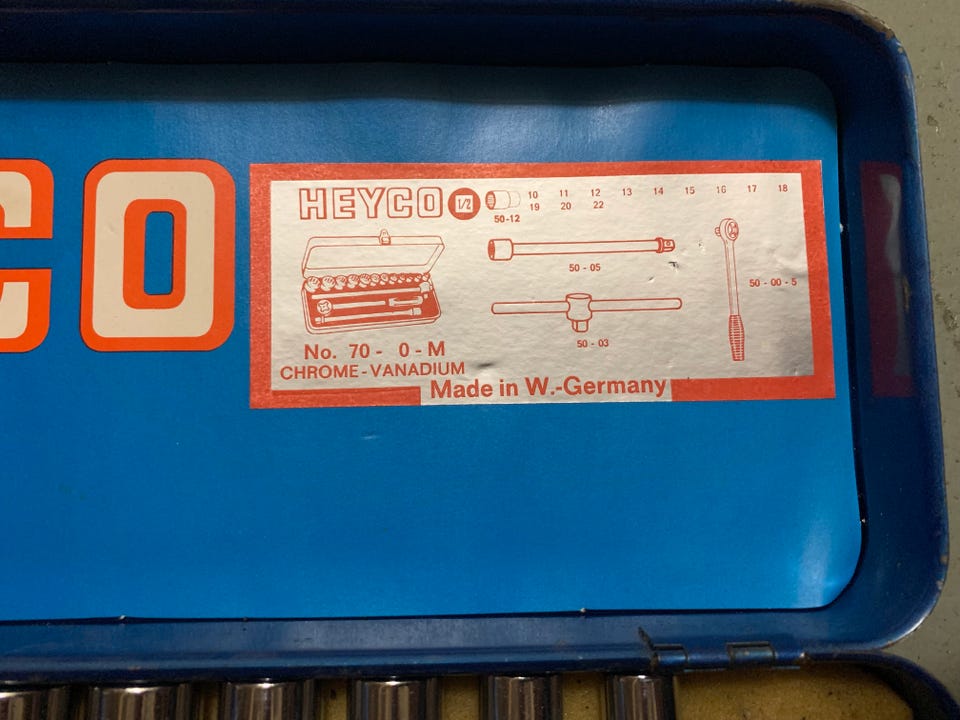 CO
HEYCO 1/2
10 11 12 13 14 15 16 17 18
19 20 22
50-12
50 - 05
50 - 00 - 5
50 - 03
No. 70 - 0 - M
CHROME - VANADIUM
Made in W.-Germany